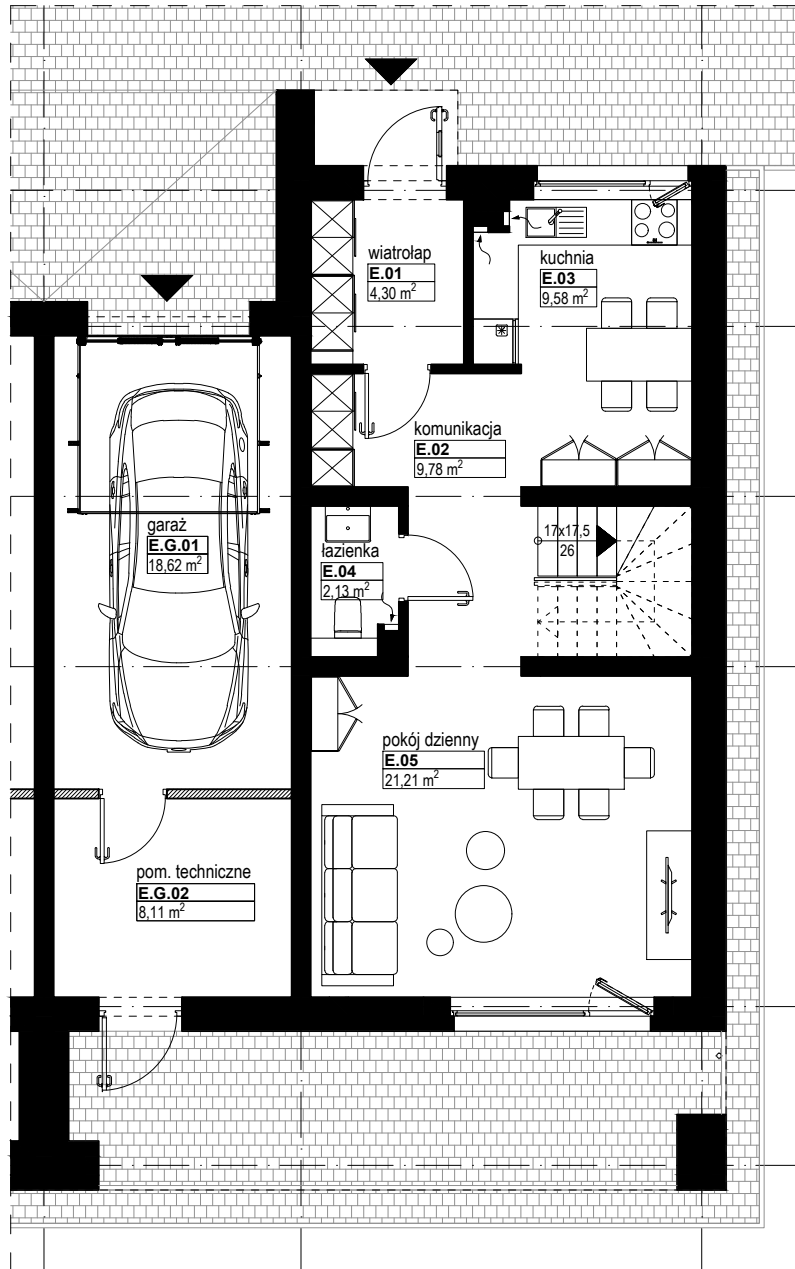 wiatrołap
E.01
4,30 m²
kuchnia
E.03
9,58 m²
komunikacja
E.02
9,78 m²
garaż
E.G.01
18,62 m²
łazienka
E.04
2,13 m²
17x17,5
26
pokój dzienny
E.05
21,21 m²
pom. techniczne
E.G.02
8,11 m²